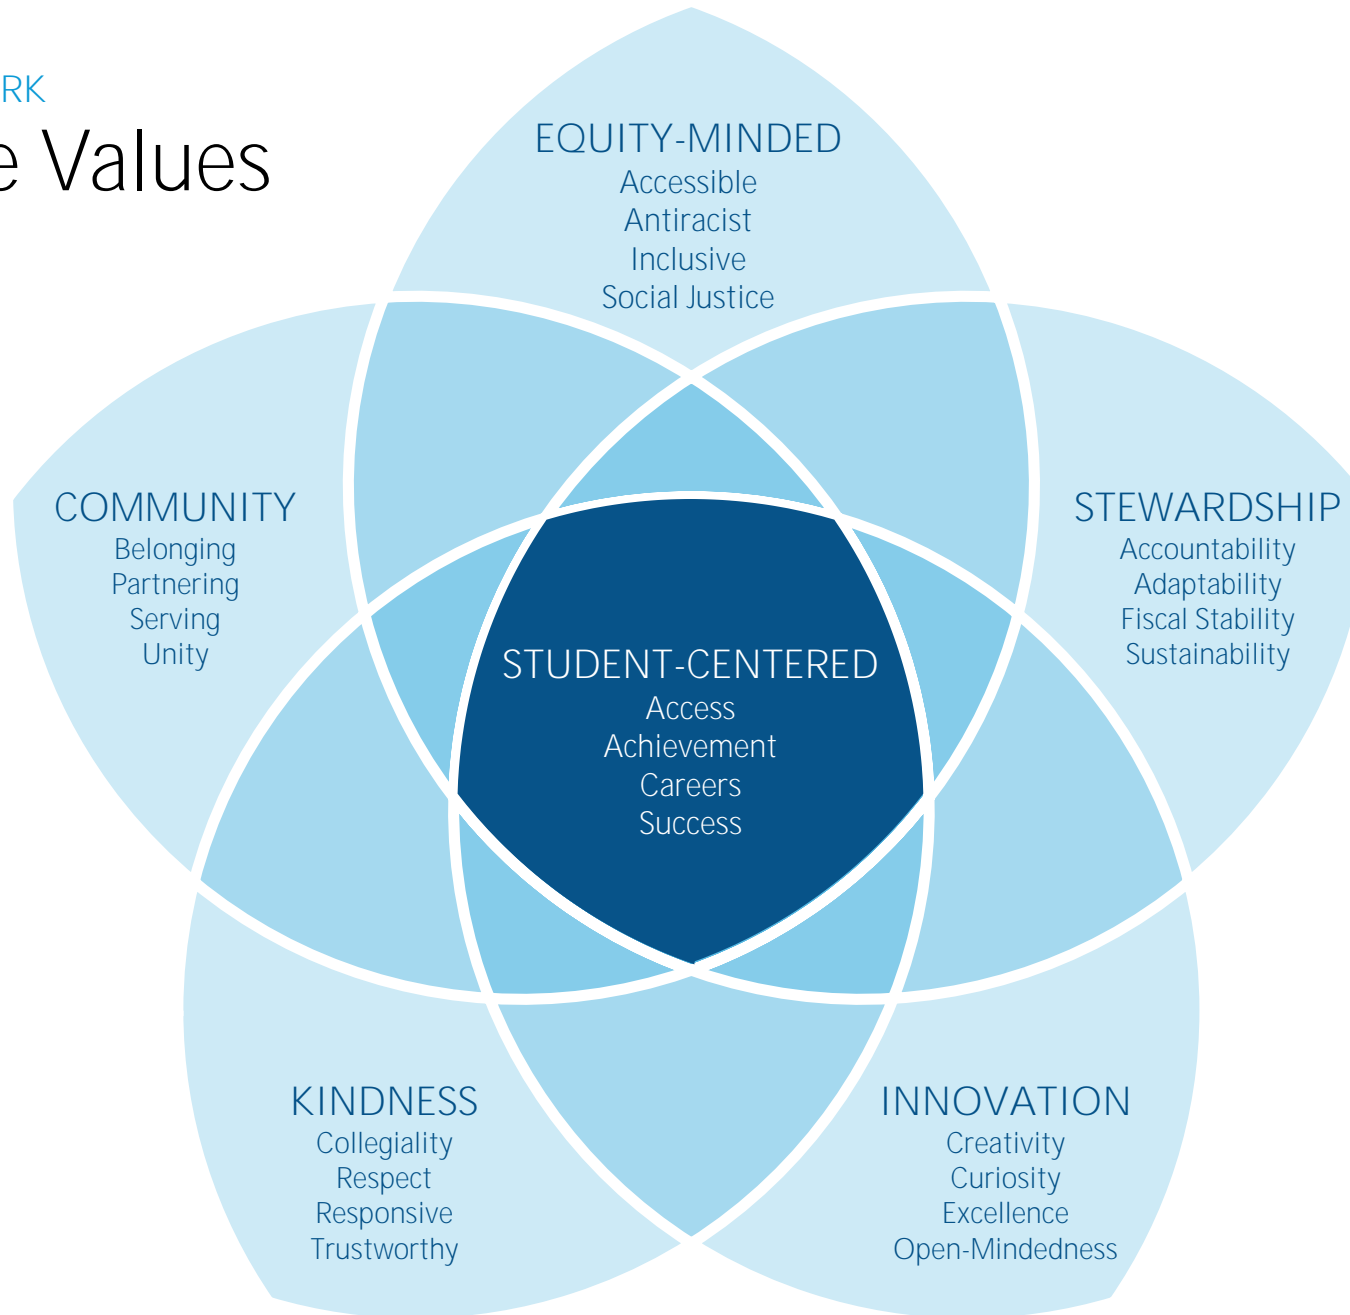 RK
e Values
EQUITY-MINDED
Accessible
Antiracist
Inclusive
Social Justice
COMMUNITY
Belonging
Partnering
Serving
Unity
STEWARDSHIP
Accountability
Adaptability
Fiscal Stability
Sustainability
STUDENT-CENTERED
Access
Achievement
Careers
Success
KINDNESS
Collegiality
Respect
Responsive
Trustworthy
INNOVATION
Creativity
Curiosity
Excellence
Open-Mindedness